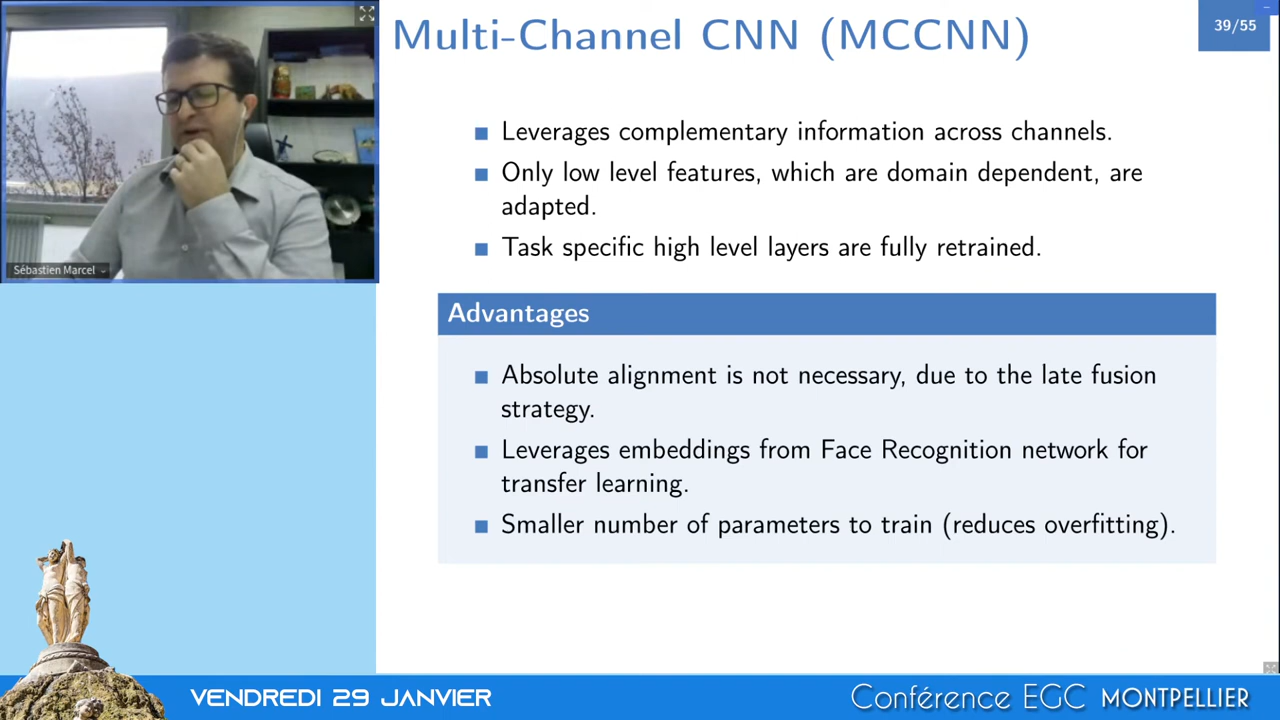 Multi-Channel CNN (MCCNN)
39/55
Leverages complementary information across channels.
Only low level features, which are domain dependent, are
adapted.
Task specific high level layers are fully retrained.
Sébastien Marcel
Advantages
Absolute alignment is not necessary, due to the late fusion
strategy.
Leverages embeddings from Face Recognition network for
transfer learning.
Smaller number of parameters to train (reduces overfitting).
VENDREDI 29 JANVIER
Conférence EGC MONTPELLIER